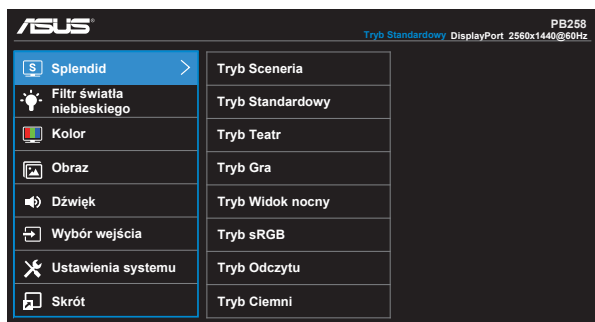 ASUS
PB258
Tryb Standardowy DisplayPort 2560x1440@60Hz
S Splendid
Filtr światła
niebieskiego
Kolor
Obraz
Dźwięk
Wybór wejścia
Ustawienia systemu
Skrót
Tryb Sceneria
Tryb Standardowy
Tryb Teatr
Tryb Gra
Tryb Widok nocny
Tryb sRGB
Tryb Odczytu
Tryb Ciemni